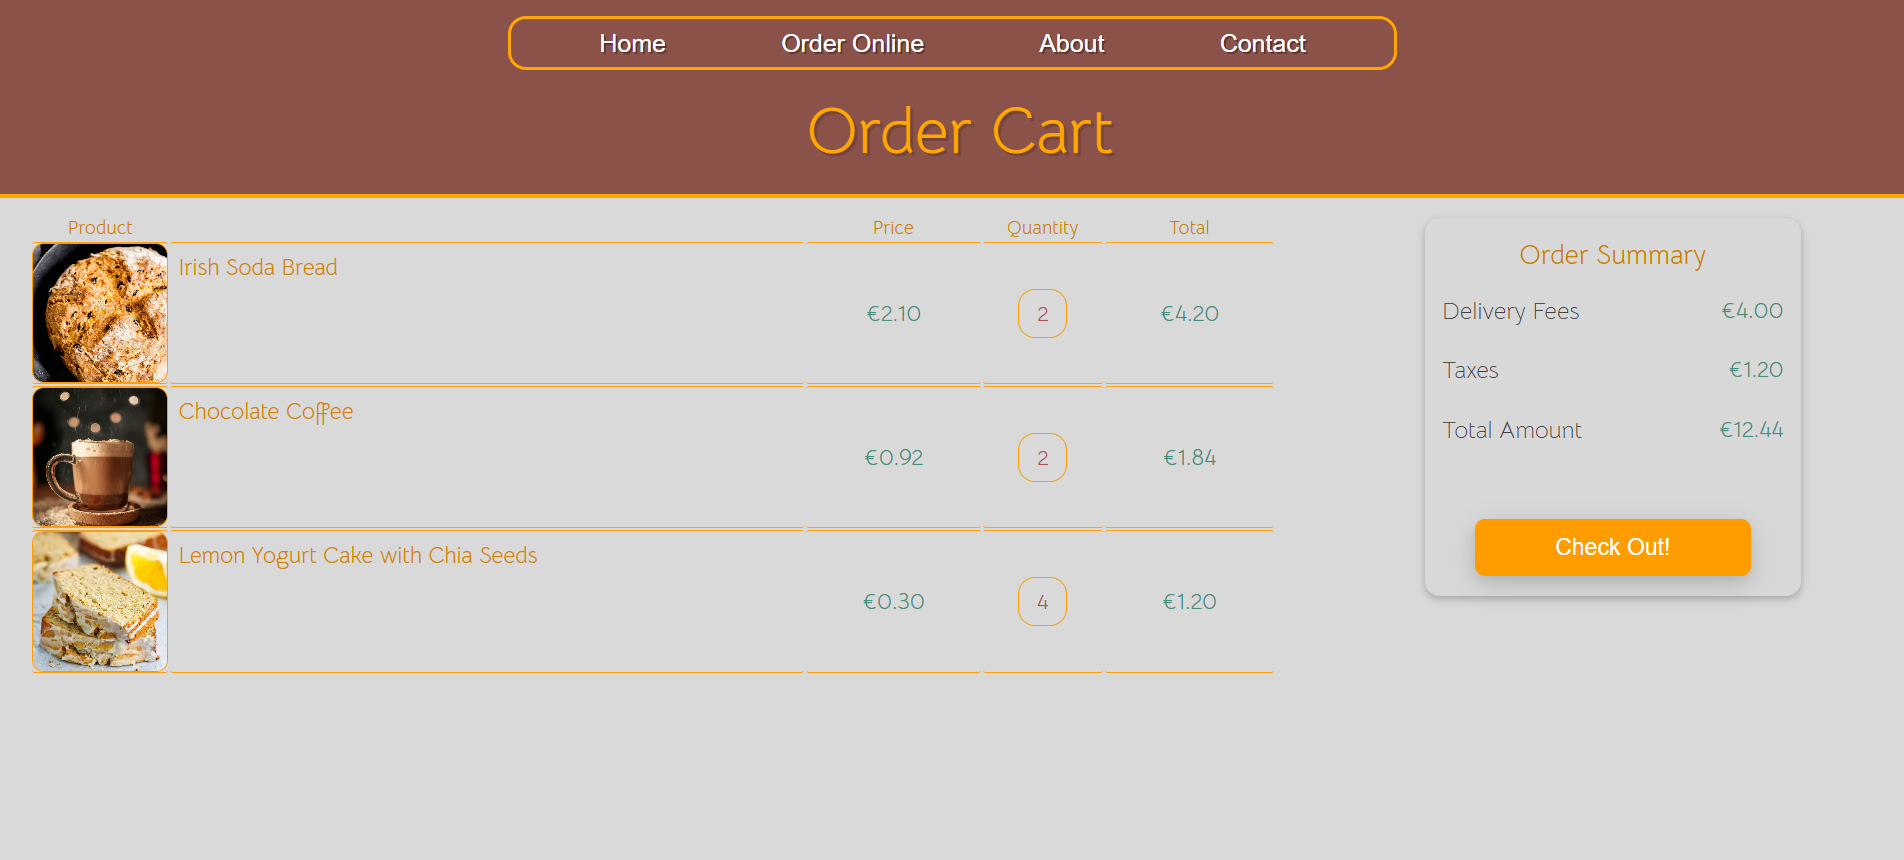 Home Order Online About Contact
Order Cart
Product Price Quantity Total
Irish Soda Bread
€2.10 2 €4.20
Chocolate Coffee
€0.92 2 €1.84
Lemon Yogurt Cake with Chia Seeds
€0.30 4 €1.20
Order Summary
Delivery Fees €4.00
Taxes €1.20
Total Amount €12.44
Check Out!